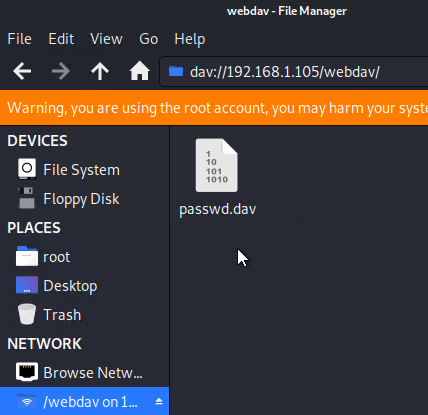 webdav - File Manager
File Edit View Go Help
dav://192.168.1.105/webdav/
Warning, you are using the root account, you may harm your syste
DEVICES
File System
Floppy Disk
PLACES
root
Desktop
Trash
NETWORK
Browse Netw...
/webdav on 1...
1
10
101
1010
passwd.dav